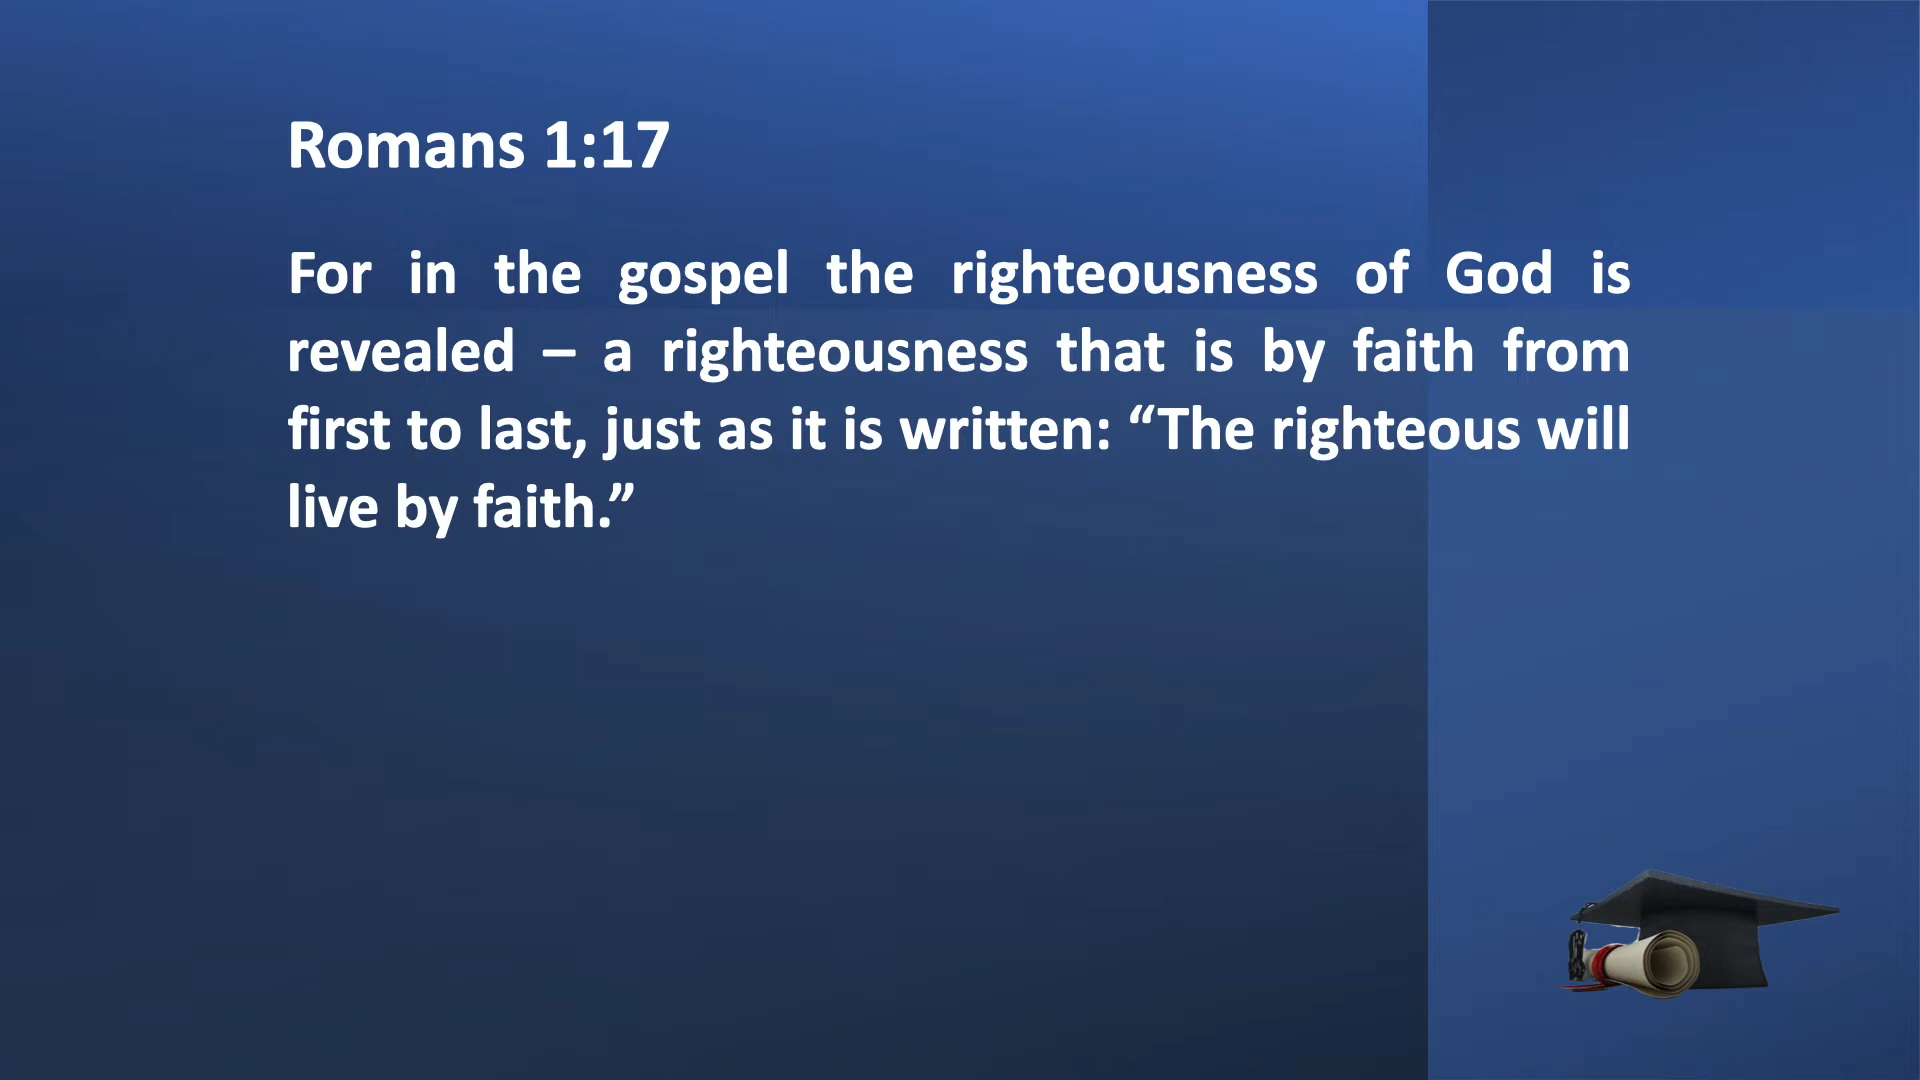 Romans 1:17
For in the gospel the righteousness of God is
revealed – a righteousness that is by faith from
first to last, just as it is written: “The righteous will
live by faith.”